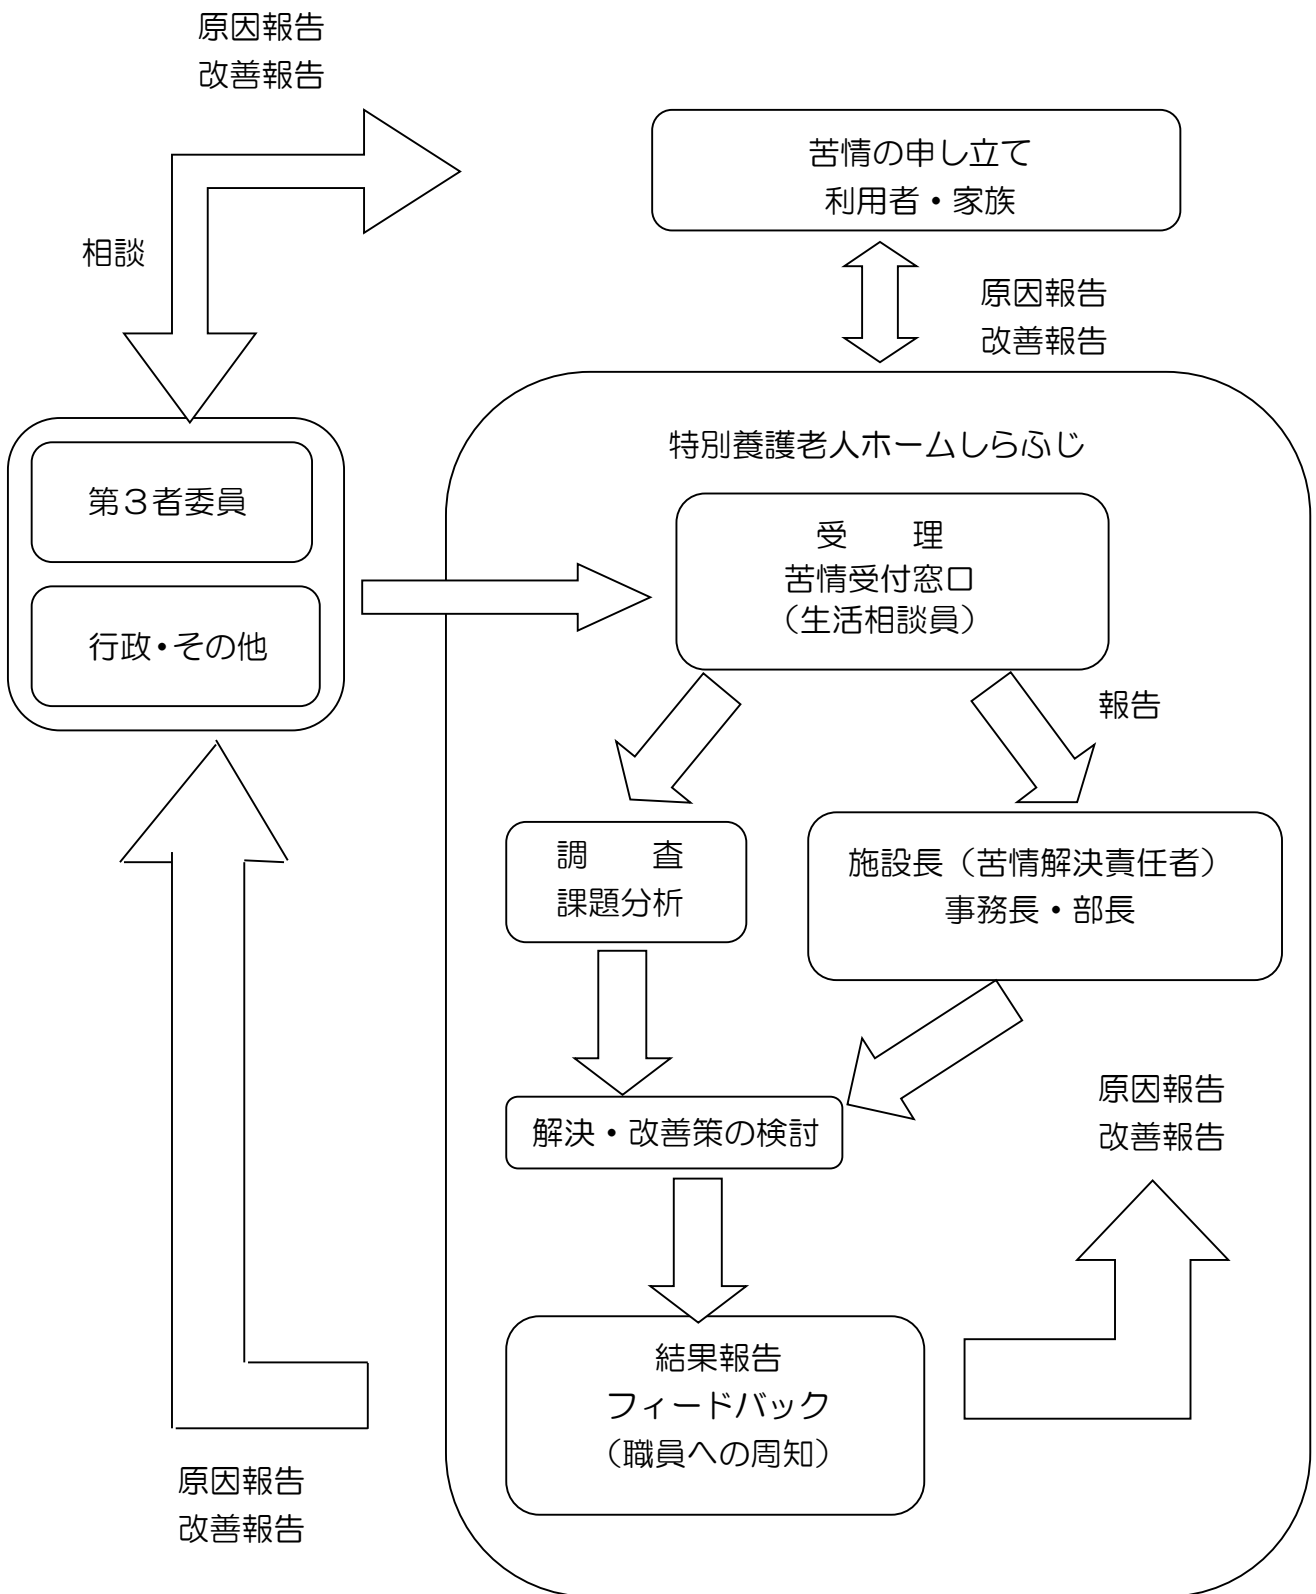 原因報告
改善報告
苦情の申し立て
利用者・家族
相談
原因報告
改善報告
特別養護老人ホームしらふじ
第３者委員
行政・その他
受　　理
苦情受付窓口
（生活相談員）
報告
調　　査
課題分析
施設長（苦情解決責任者）
事務長・部長
原因報告
改善報告
解決・改善策の検討
結果報告
フィードバック
（職員への周知）
原因報告
改善報告